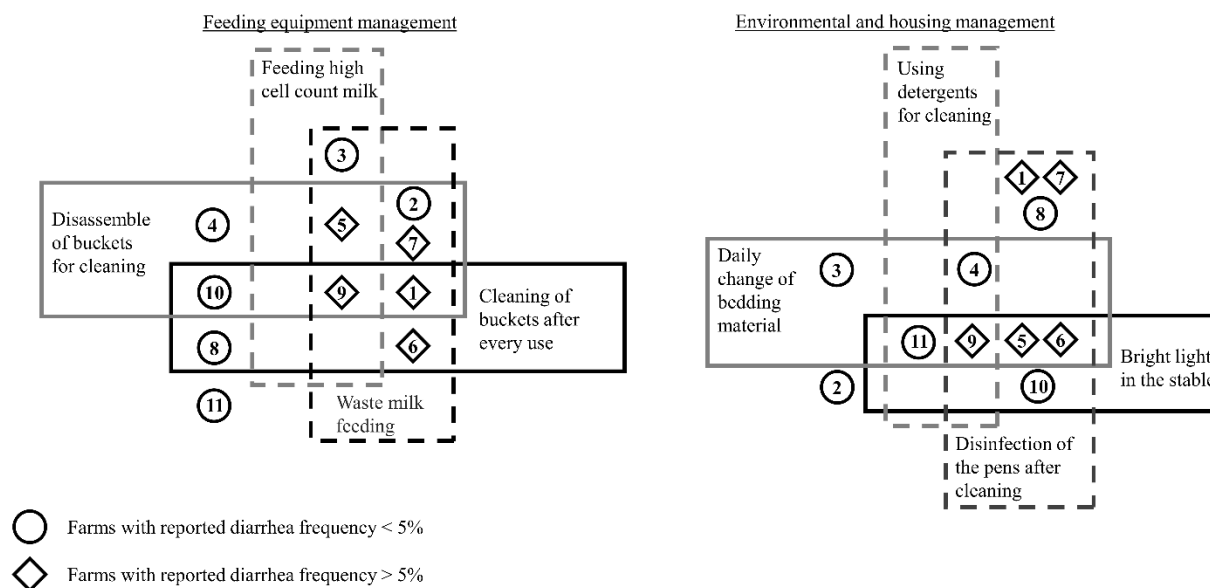 Feeding equipment management
Feeding high
cell count milk
3
Disassemble
of buckets
for cleaning
4
5
2
7
10
9
1
Cleaning of
buckets after
every use
8
6
11
Waste milk
feeding
Environmental and housing management
Using
detergents
for cleaning
1
7
8
Daily
change of
bedding
material
3
4
11
9
5
6
Bright light
in the stable
2
10
Disinfection of
the pens after
cleaning
Farms with reported diarrhea frequency < 5%
Farms with reported diarrhea frequency > 5%